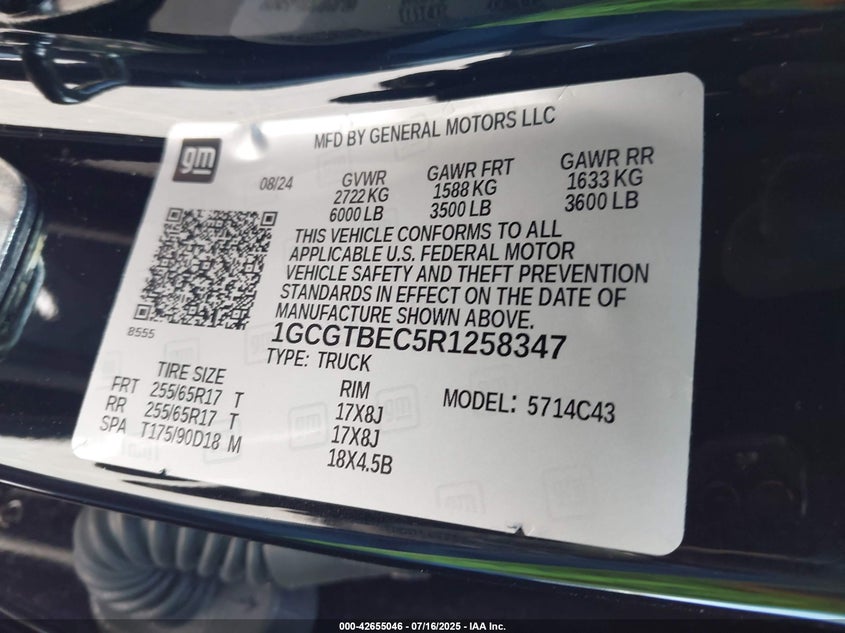 gm
MFD BY GENERAL MOTORS LLC
08/24
GVWR
2722 KG
6000 LB
GAWR FRT
1588 KG
3500 LB
GAWR RR
1633 KG
3600 LB
THIS VEHICLE CONFORMS TO ALL
APPLICABLE U.S. FEDERAL MOTOR
VEHICLE SAFETY AND THEFT PREVENTION
STANDARDS IN EFFECT ON THE DATE OF
MANUFACTURE SHOWN ABOVE.
8555
1GCGTBEC5R1258347
TYPE: TRUCK
TIRE SIZE
RIM
MODEL: 5714C43
FRT 255/65R17 T 17X8J
RR 255/65R17 T 17X8J
SPA T175/90D18 M 18X4.5B
000-42655046 - 07/16/2025 - IAA Inc.